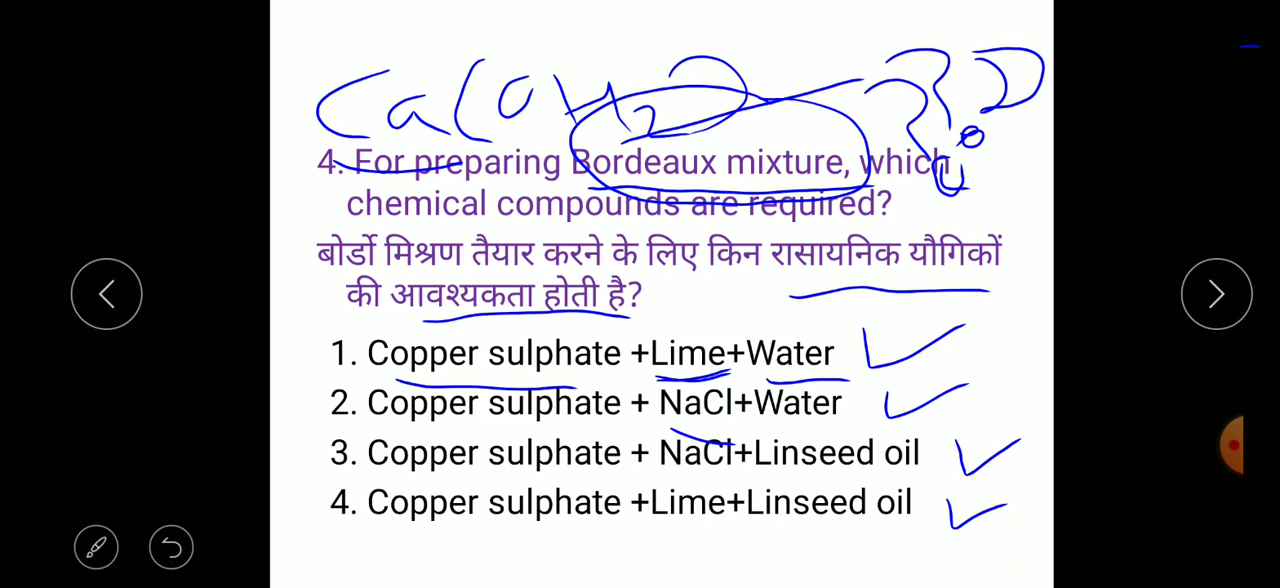 Ca(OH)2
4. For preparing Bordeaux mixture, which
chemical compounds are required?
बोर्डो मिश्रण तैयार करने के लिए किन रासायनिक यौगिकों
की आवश्यकता होती है?
1. Copper sulphate +Lime+Water
2. Copper sulphate + NaCl+Water
3. Copper sulphate + NaCl+Linseed oil
4. Copper sulphate +Lime+Linseed oil